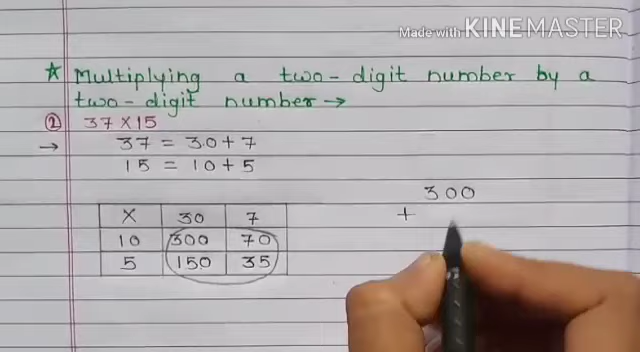 Made with KINEMASTER
☆ Multiplying a two-digit number by a
two-digit number →
② 37 × 15
→ 37 = 30 + 7
15 = 10 + 5
× 30 7
10 300 70
5 150 35
300
+